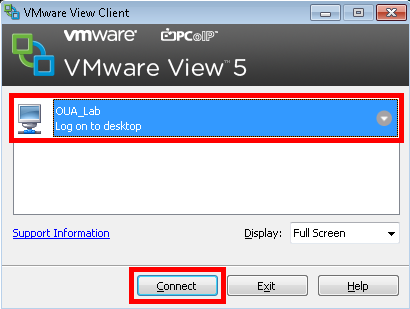 VMware View Client
vmware® PCoIP®
VMware View™ 5
OUA_Lab
Log on to desktop
Support Information
Display: Full Screen
Connect Exit Help